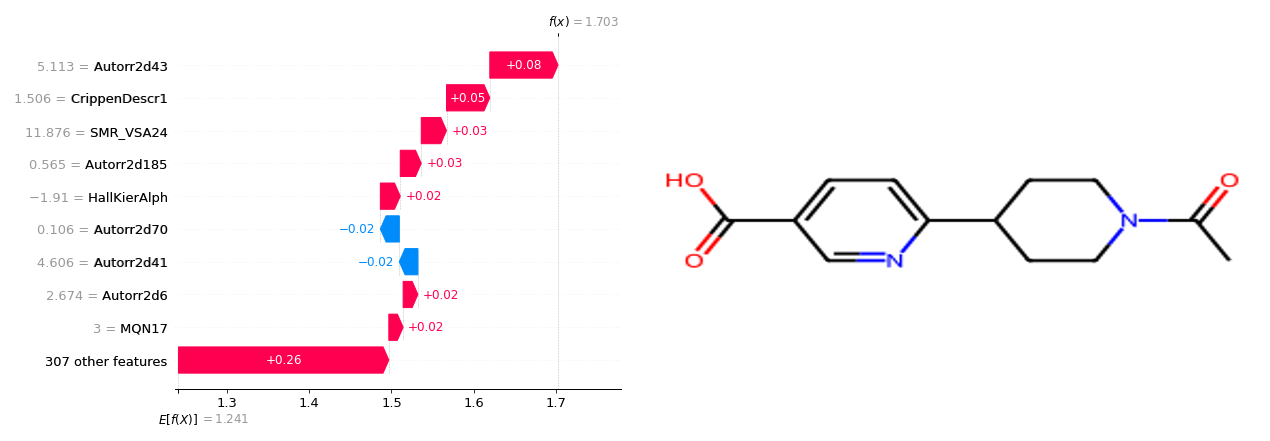 f(x) = 1.703
5.113 = Autorr2d43
+0.08
1.506 = CrippenDescr1
+0.05
11.876 = SMR_VSA24
+0.03
0.565 = Autorr2d185
+0.03
−1.91 = HallKierAlph
+0.02
0.106 = Autorr2d70
−0.02
4.606 = Autorr2d41
−0.02
2.674 = Autorr2d6
+0.02
3 = MQN17
+0.02
307 other features
+0.26
1.3 1.4 1.5 1.6 1.7
E[f(X)] = 1.241
HO
O
N
N
O